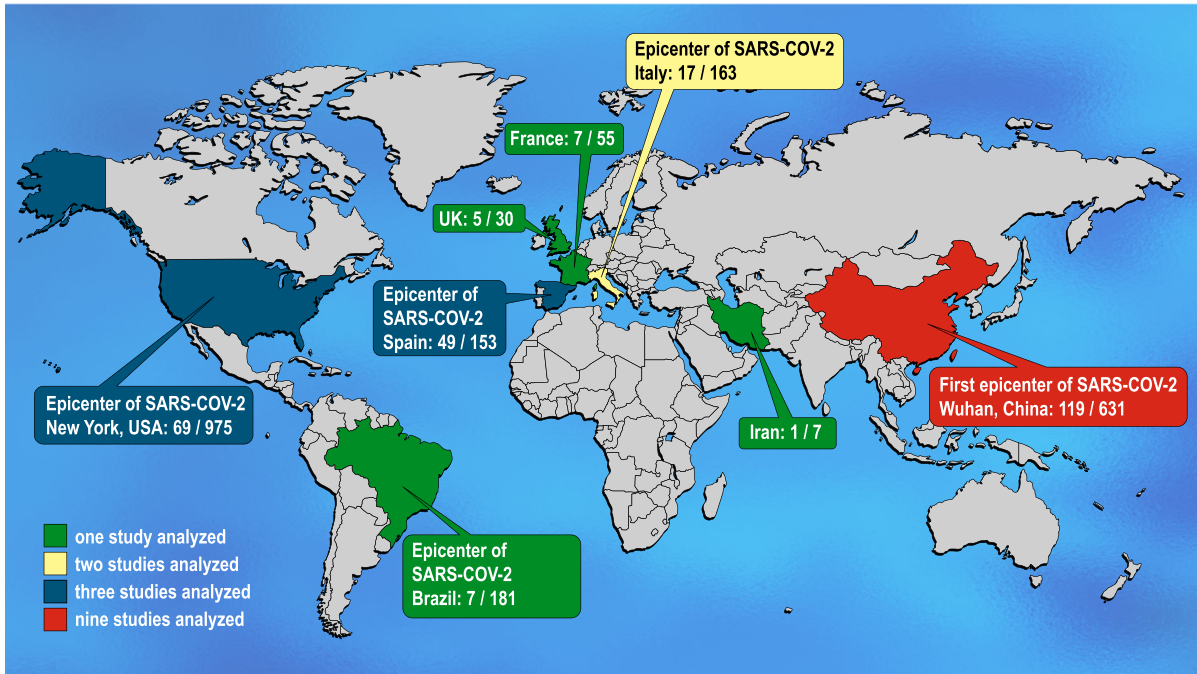 Epicenter of SARS-COV-2
Italy: 17 / 163
France: 7 / 55
UK: 5 / 30
Epicenter of
SARS-COV-2
Spain: 49 / 153
First epicenter of SARS-COV-2
Wuhan, China: 119 / 631
Epicenter of SARS-COV-2
New York, USA: 69 / 975
Iran: 1 / 7
Epicenter of
SARS-COV-2
Brazil: 7 / 181
one study analyzed
two studies analyzed
three studies analyzed
nine studies analyzed